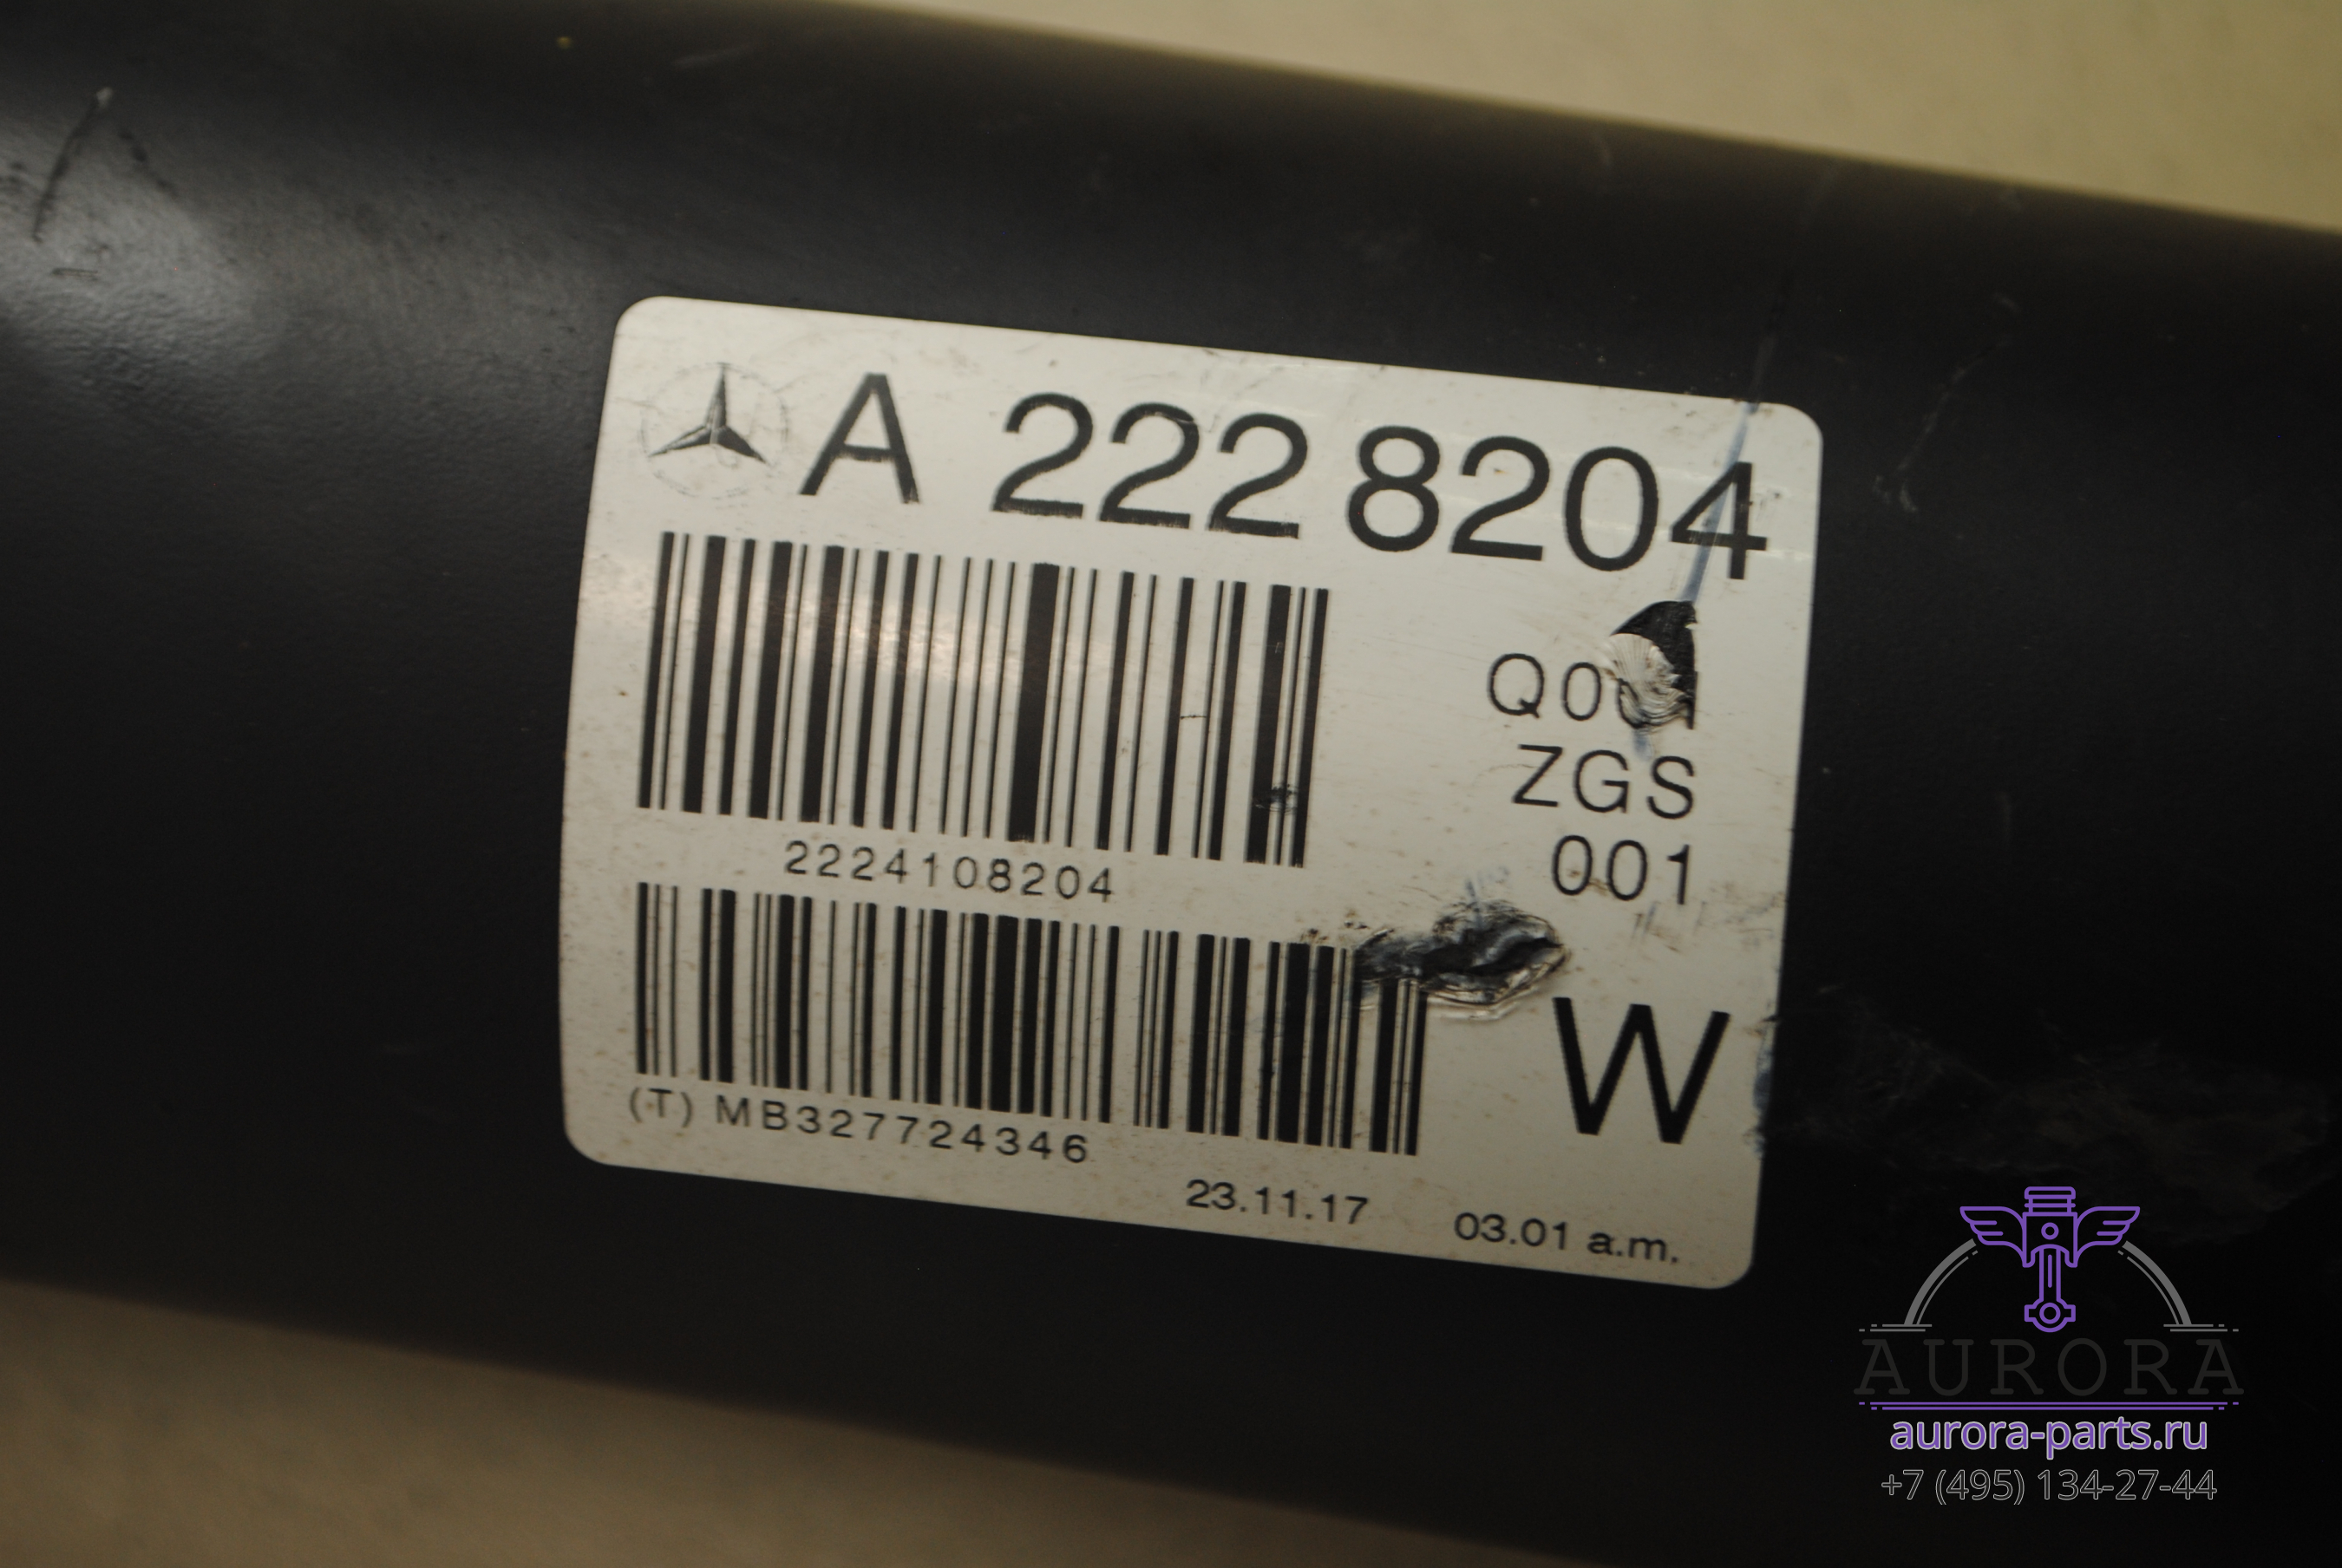 A 222 8204
ZGS
001
2224108204
W
(T) MB327724346
23.11.17 03.01 a.m.
AURORA
aurora-parts.ru
+7 (495) 134-27-44